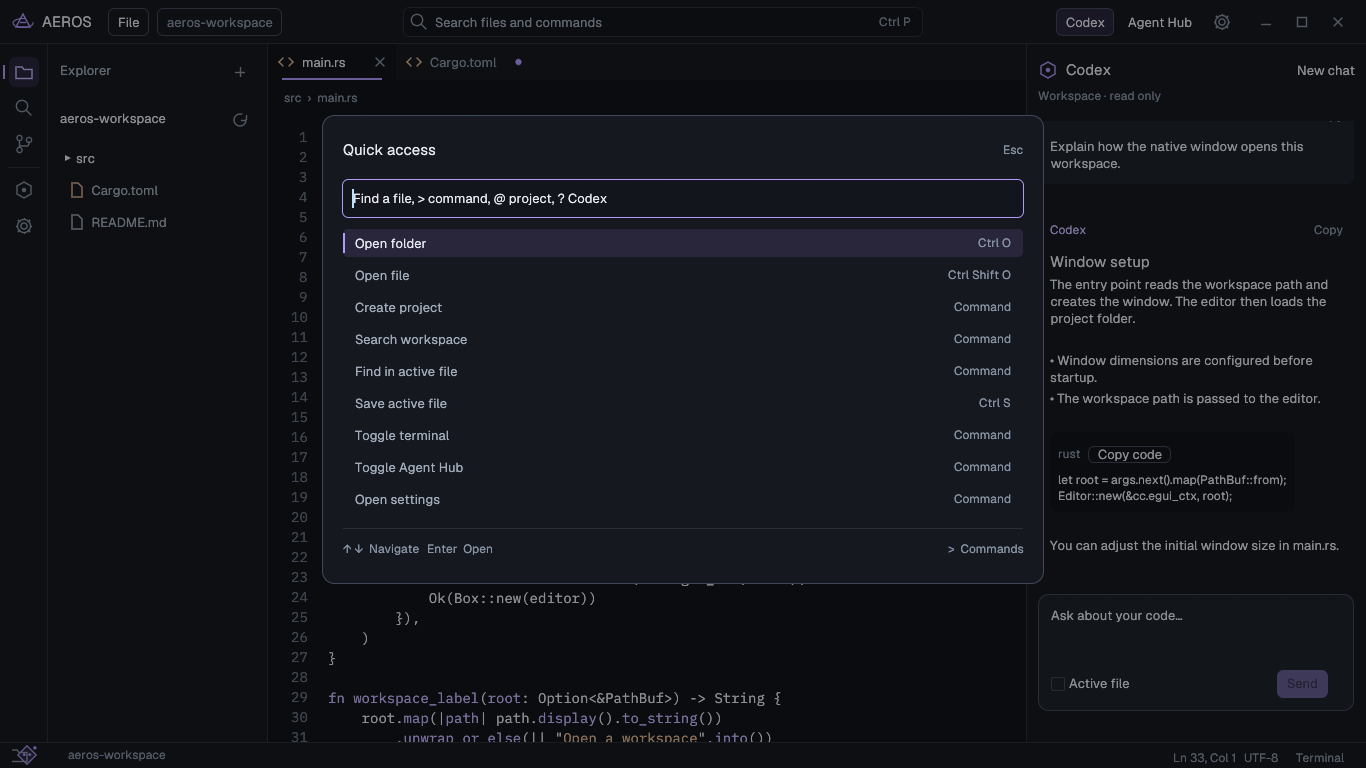 AEROS
File
aeros-workspace
Search files and commands
Ctrl P
Codex
Agent Hub
Explorer
+
aeros-workspace
src
Cargo.toml
README.md
main.rs
Cargo.toml
src › main.rs
1
2
3
4
5
6
7
8
9
10
11
12
13
14
15
16
17
18
19
20
21
22
23
24 Ok(Box::new(editor))
25 }),
26 )
27 }
28
29 fn workspace_label(root: Option<&PathBuf>) -> String {
30 root.map(|path| path.display().to_string())
31 .unwrap_or_else(|| "Open a workspace".into())
Quick access
Esc
Find a file, > command, @ project, ? Codex
Open folder Ctrl O
Open file Ctrl Shift O
Create project Command
Search workspace Command
Find in active file Command
Save active file Ctrl S
Toggle terminal Command
Toggle Agent Hub Command
Open settings Command
↑↓ Navigate Enter Open
> Commands
Codex
New chat
Workspace · read only
Explain how the native window opens this
workspace.
Codex
Copy
Window setup
The entry point reads the workspace path and
creates the window. The editor then loads the
project folder.
• Window dimensions are configured before
startup.
• The workspace path is passed to the editor.
rust
Copy code
let root = args.next().map(PathBuf::from);
Editor::new(&cc.egui_ctx, root);
You can adjust the initial window size in main.rs.
Ask about your code…
Active file
Send
aeros-workspace
Ln 33, Col 1 UTF-8 Terminal